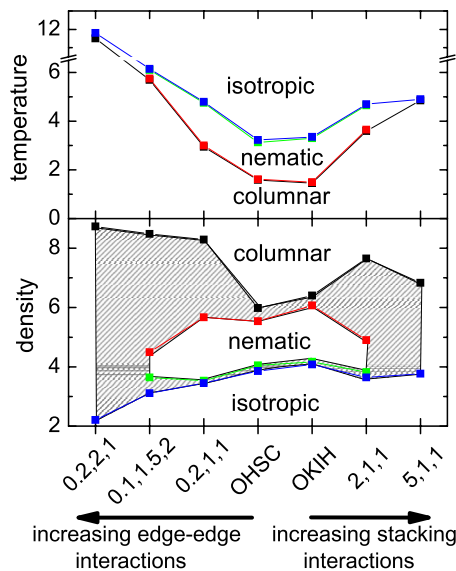 12
6
4
2
0
temperature
isotropic
nematic
columnar
8
6
4
2
density
columnar
nematic
isotropic
0.2,2,1
0.1,1.5,2
0.2,1,1
OHSC
OKIH
2,1,1
5,1,1
increasing edge-edge
interactions
increasing stacking
interactions